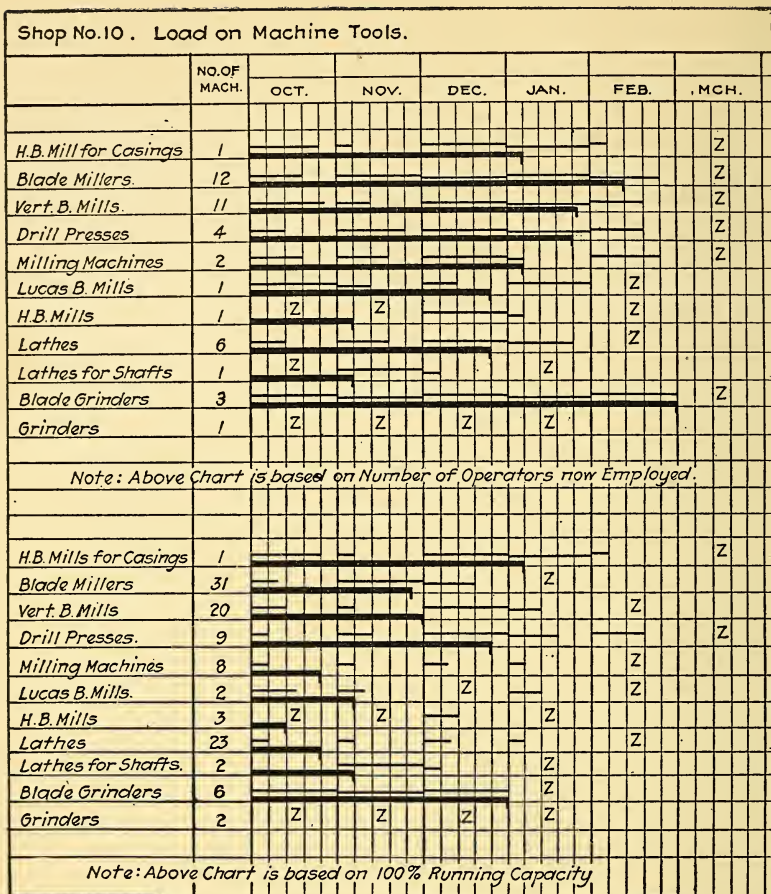 Shop No.10. Load on Machine Tools.
NO.OF MACH. OCT. NOV. DEC. JAN. FEB. MCH.
H.B. Mill for Casings 1 Z
Blade Millers. 12 Z
Vert. B. Mills. 11 Z
Drill Presses 4 Z
Milling Machines 2 Z
Lucas B. Mills 1 Z
H.B. Mills 1 Z Z Z
Lathes 6 Z
Lathes for Shafts 1 Z Z
Blade Grinders 3 Z
Grinders 1 Z Z Z Z
Note: Above Chart is based on Number of Operators now Employed.
H.B. Mills for Casings 1 Z
Blade Millers 31 Z
Vert. B. Mills 20 Z
Drill Presses. 9 Z
Milling Machines 8 Z
Lucas B. Mills. 2 Z Z
H.B. Mills 3 Z Z Z
Lathes 23 Z
Lathes for Shafts. 2 Z
Blade Grinders 6 Z
Grinders 2 Z Z Z Z
Note: Above Chart is based on 100% Running Capacity